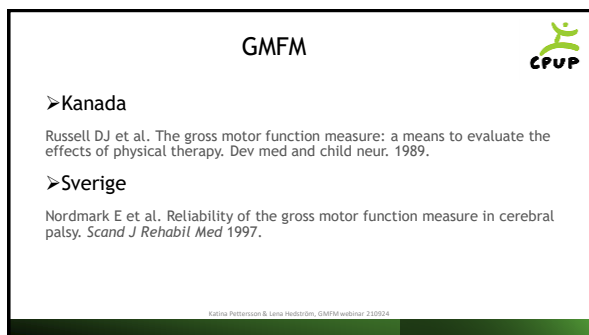 GMFM
CPUP
➢Kanada
Russell DJ et al. The gross motor function measure: a means to evaluate the
effects of physical therapy. Dev med and child neur. 1989.
➢Sverige
Nordmark E et al. Reliability of the gross motor function measure in cerebral
palsy. Scand J Rehabil Med 1997.
Katina Pettersson & Lena Hedström, GMFM webinar 210924